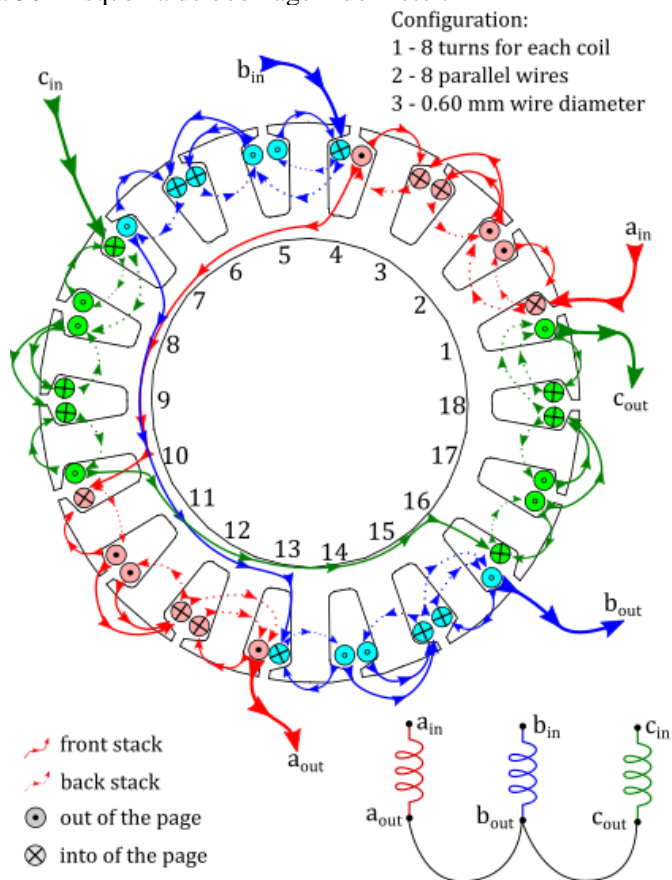 Configuration:
1 - 8 turns for each coil
2 - 8 parallel wires
3 - 0.60 mm wire diameter
b_in
c_in
a_in
c_out
b_out
a_out
1
2
3
4
5
6
7
8
9
10
11
12
13
14
15
16
17
18
front stack
back stack
out of the page
into of the page
a_in
b_in
c_in
a_out
b_out
c_out